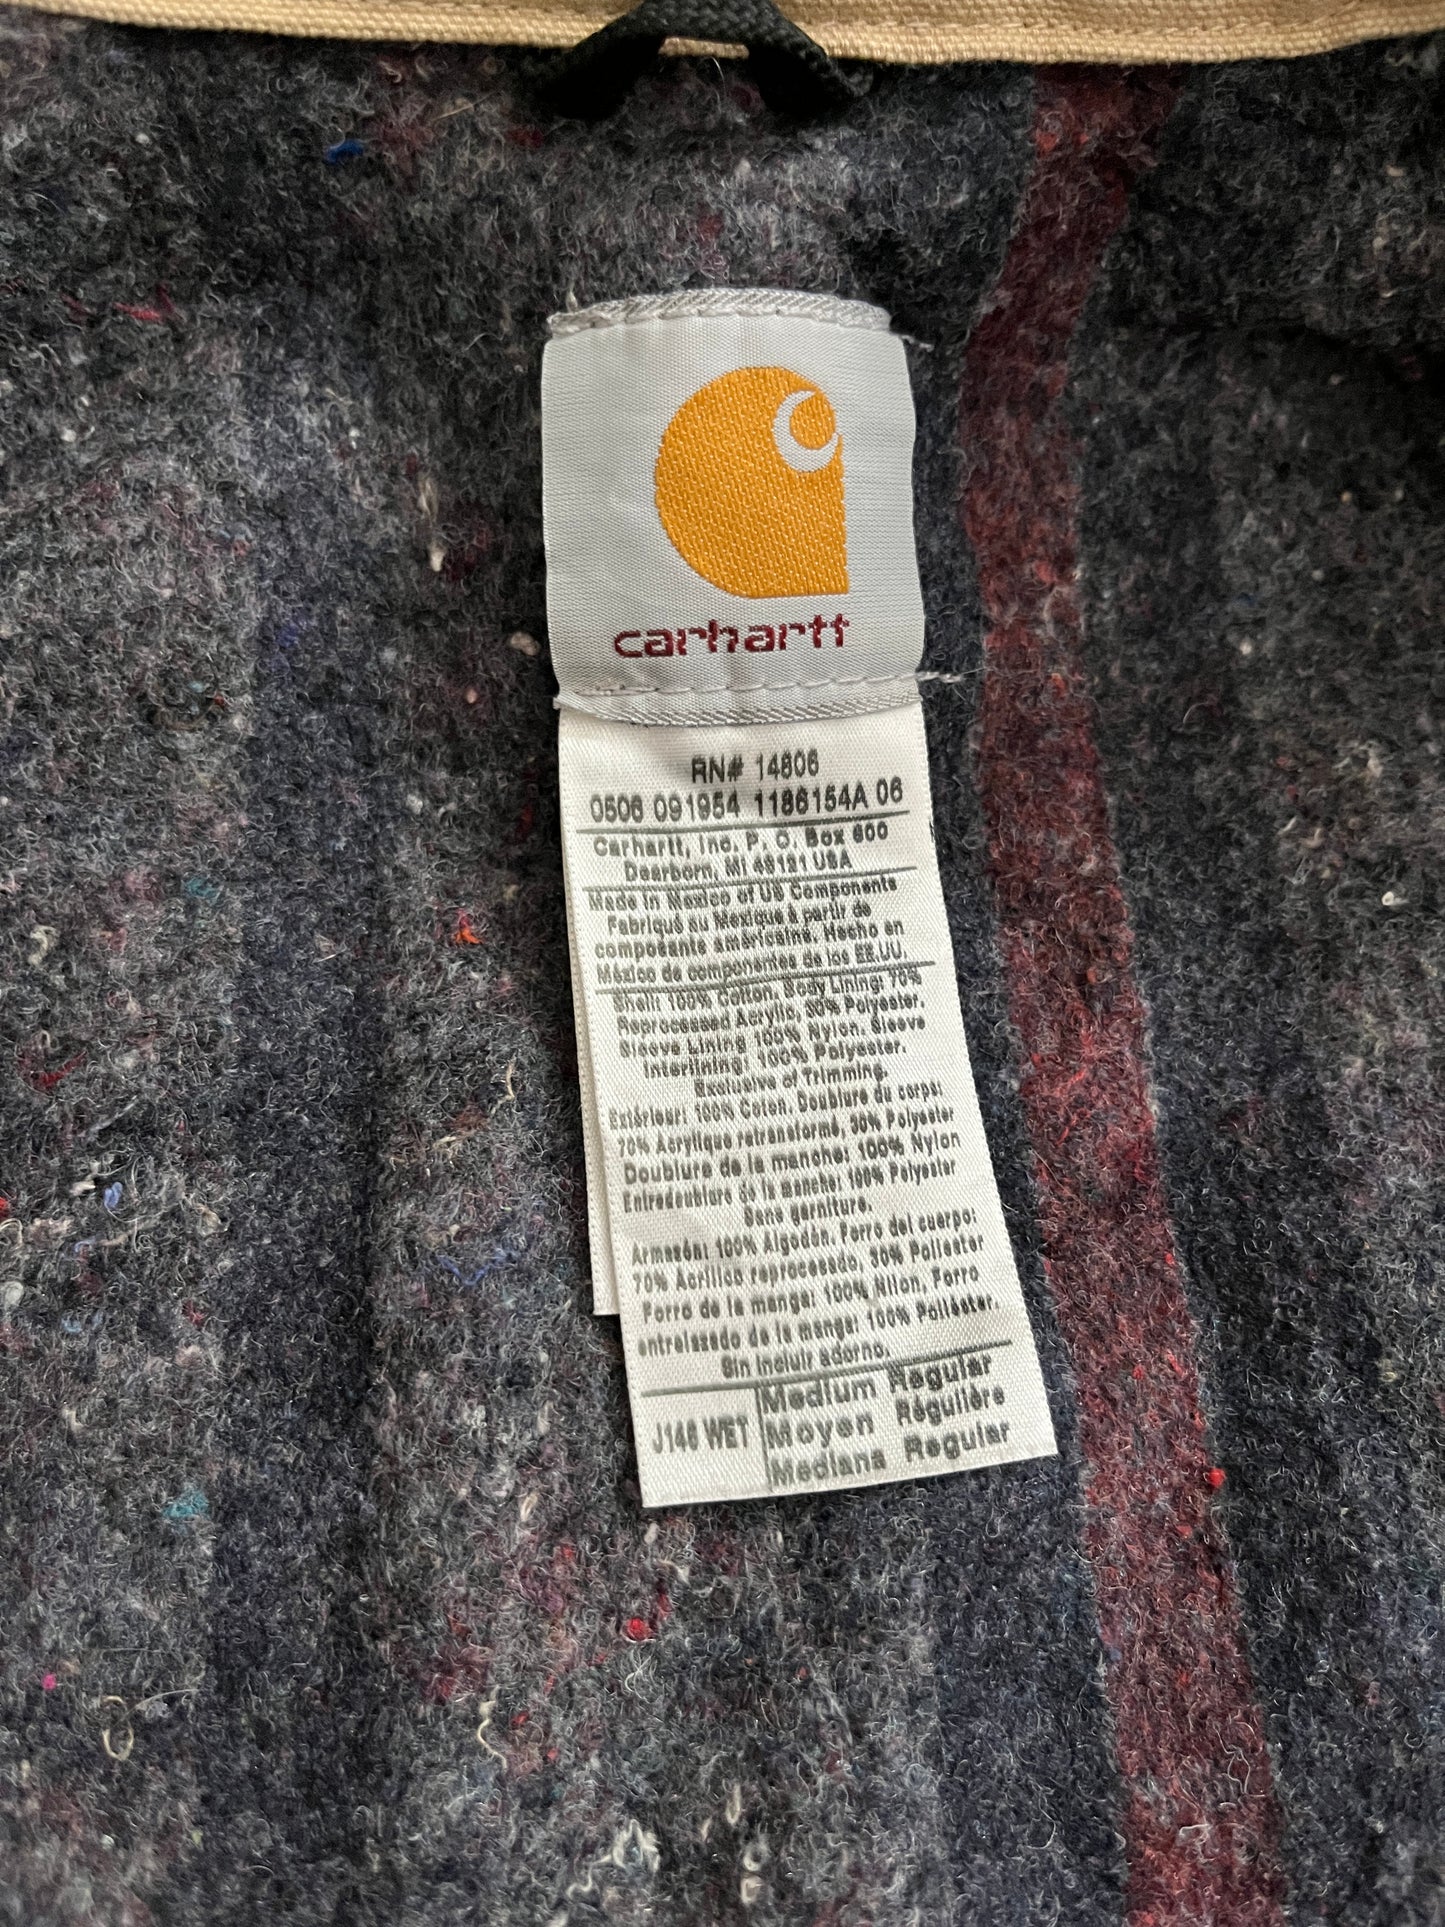 carhartt
RN# 14806
0506 091954 1186154A 06
Carhartt, Inc. P. O. Box 600
Dearborn, MI 48121 USA
Made in Mexico of US Components
Fabriqué au Mexique à partir de
composante américaine. Hecho en
México de componentes de los EE.UU.
Shell: 100% Cotton. Body Lining: 70%
Reprocessed Acrylic, 30% Polyester.
Sleeve Lining 100% Nylon. Sleeve
Interlining: 100% Polyester.
Exclusive of Trimming.
Extérieur: 100% Coton. Doublure du corps:
70% Acrylique retransformé, 30% Polyester
Doublure de la manche: 100% Nylon
Entredoublure de la manche: 100% Polyester
Sans garniture.
Armasón: 100% Algodón. Forro del cuerpo:
70% Acrílico reprocesado, 30% Poliester
Forro de la manga: 100% Nilon, Forro
entrelazado de la manga: 100% Poliéster.
Sin incluir adorno.
J146 WET
Medium Regular
Moyen Régulière
Mediana Regular